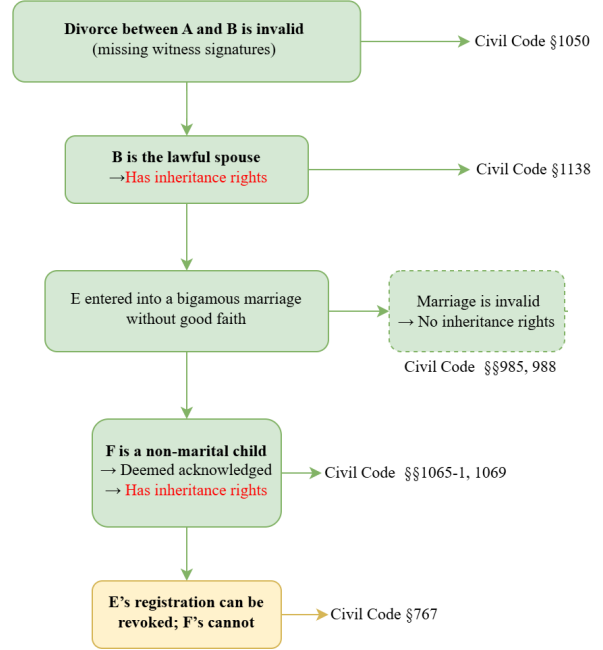 Divorce between A and B is invalid
(missing witness signatures)
Civil Code §1050
B is the lawful spouse
→Has inheritance rights
Civil Code §1138
E entered into a bigamous marriage
without good faith
Marriage is invalid
→ No inheritance rights
Civil Code §§985, 988
F is a non-marital child
→ Deemed acknowledged
→ Has inheritance rights
Civil Code §§1065-1, 1069
E’s registration can be
revoked; F’s cannot
Civil Code §767